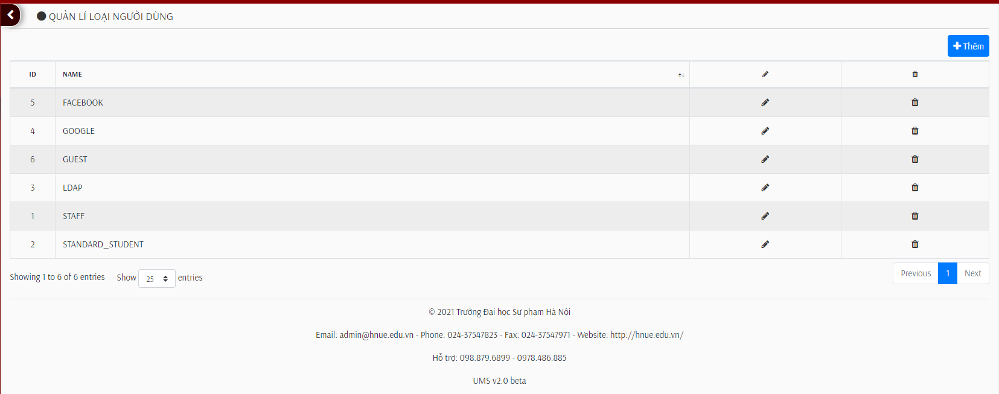 QUẢN LÍ LOẠI NGƯỜI DÙNG
Thêm
ID NAME
5 FACEBOOK
4 GOOGLE
6 GUEST
3 LDAP
1 STAFF
2 STANDARD_STUDENT
Showing 1 to 6 of 6 entries Show 25 entries Previous 1 Next
© 2021 Trường Đại học Sư phạm Hà Nội
Email: admin@hnue.edu.vn - Phone: 024-37547823 - Fax: 024-37547971 - Website: http://hnue.edu.vn/
Hỗ trợ: 098.879.6899 - 0978.486.885
UMS v2.0 beta